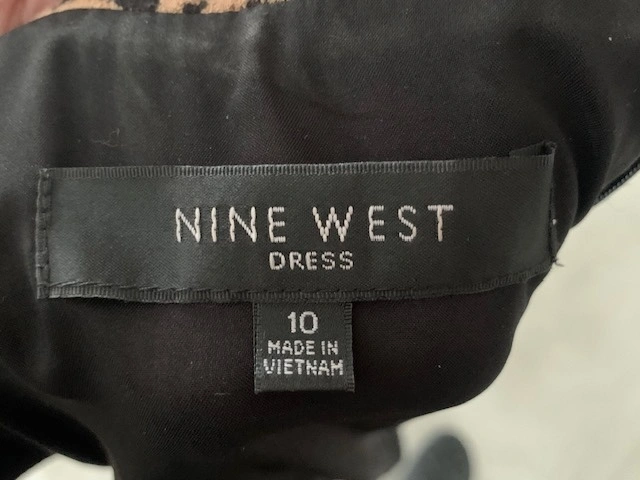 NINE WEST
DRESS
10
MADE IN
VIETNAM